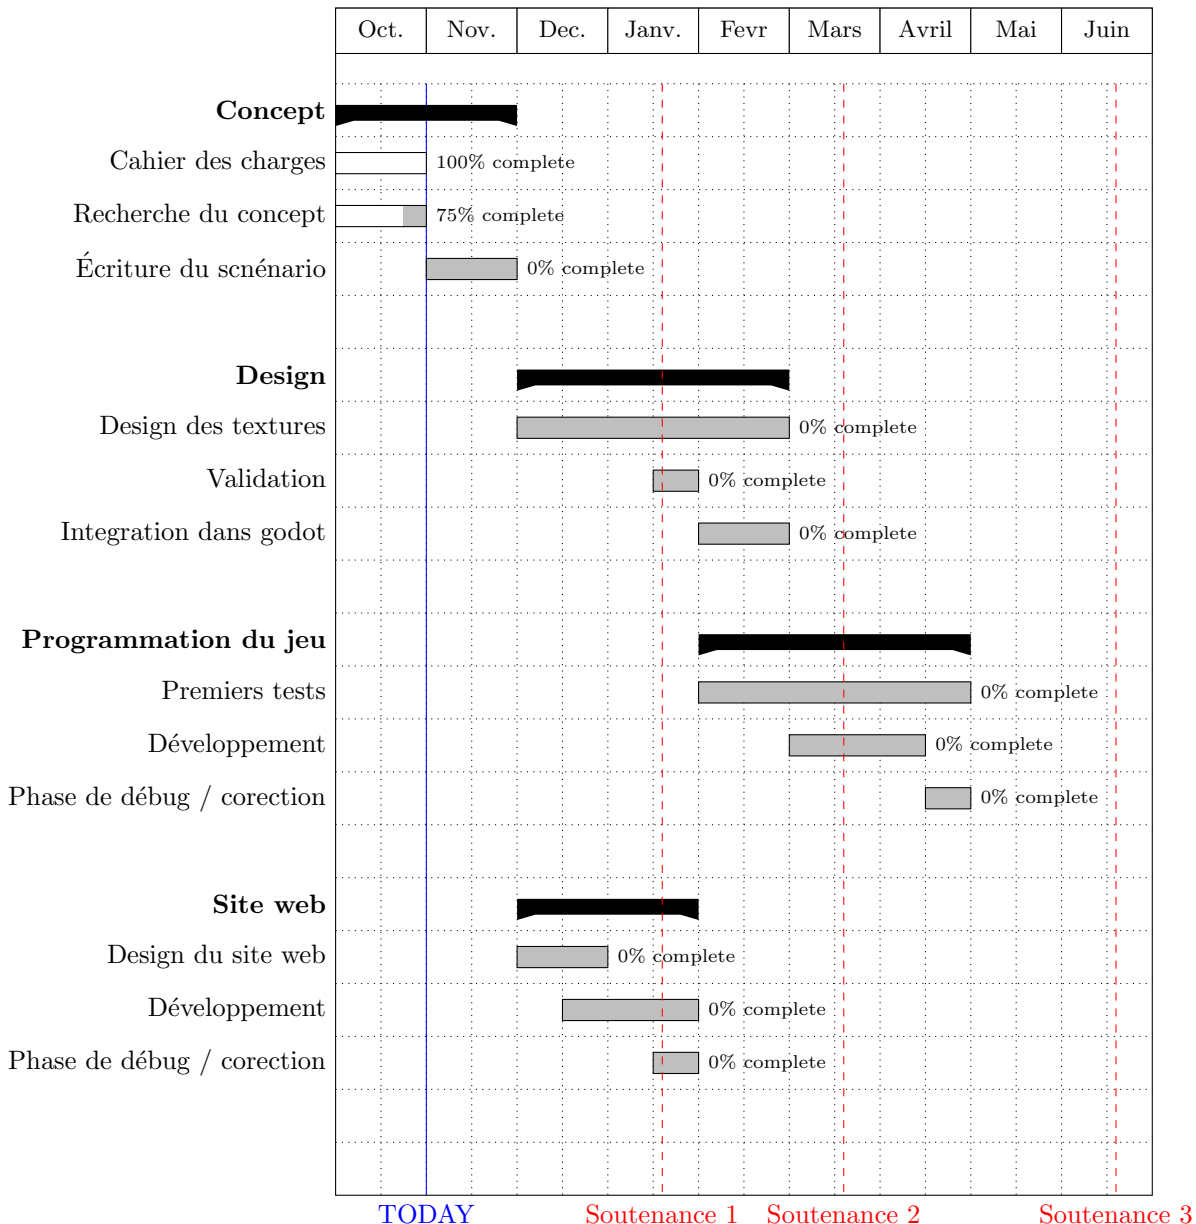 Oct. Nov. Dec. Janv. Fevr Mars Avril Mai Juin
Concept
Cahier des charges 100% complete
Recherche du concept 75% complete
Écriture du scnénario 0% complete
Design
Design des textures 0% complete
Validation 0% complete
Integration dans godot 0% complete
Programmation du jeu
Premiers tests 0% complete
Développement 0% complete
Phase de débug / corection 0% complete
Site web
Design du site web 0% complete
Développement 0% complete
Phase de débug / corection 0% complete
TODAY Soutenance 1 Soutenance 2 Soutenance 3